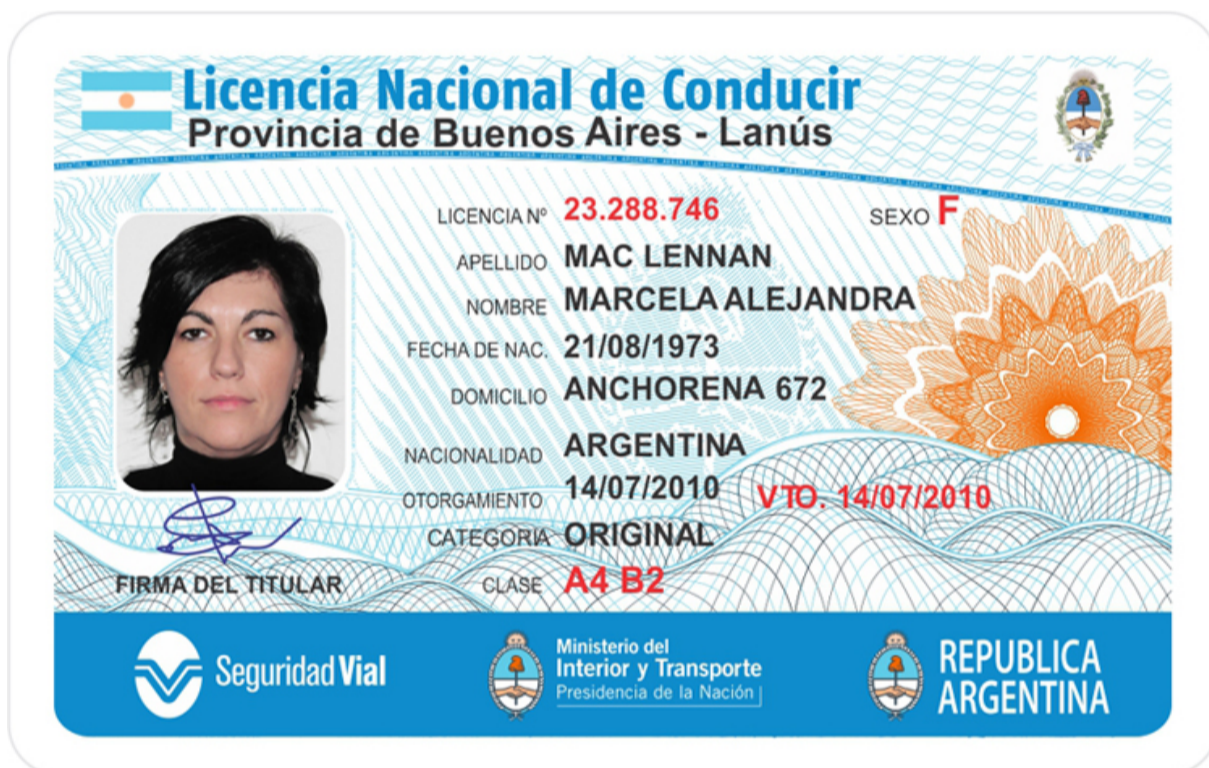 Licencia Nacional de Conducir
Provincia de Buenos Aires - Lanús
LICENCIA Nº 23.288.746 SEXO F
APELLIDO MAC LENNAN
NOMBRE MARCELA ALEJANDRA
FECHA DE NAC. 21/08/1973
DOMICILIO ANCHORENA 672
NACIONALIDAD ARGENTINA
OTORGAMIENTO 14/07/2010 VTO. 14/07/2010
CATEGORIA ORIGINAL
FIRMA DEL TITULAR CLASE A4 B2
Seguridad Vial
Ministerio del
Interior y Transporte
Presidencia de la Nación
REPUBLICA
ARGENTINA